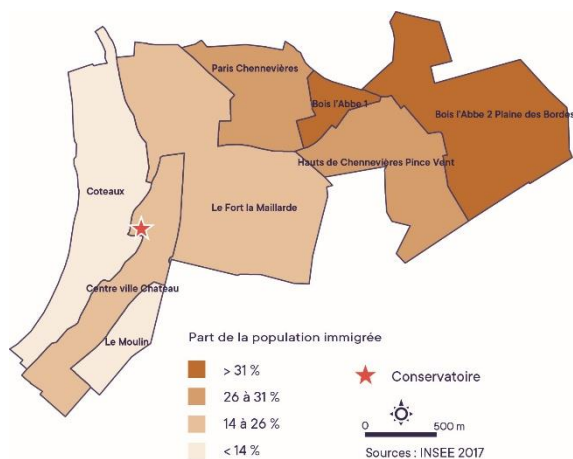 Paris Chennevières
Bois l'Abbe 1
Bois l'Abbe 2 Plaine des Bordes
Hauts de Chennevières Pince Vent
Coteaux
Le Fort la Maillarde
Centre ville Chateau
Le Moulin
Part de la population immigrée
> 31 %
26 à 31 %
14 à 26 %
< 14 %
Conservatoire
0 500 m
Sources : INSEE 2017